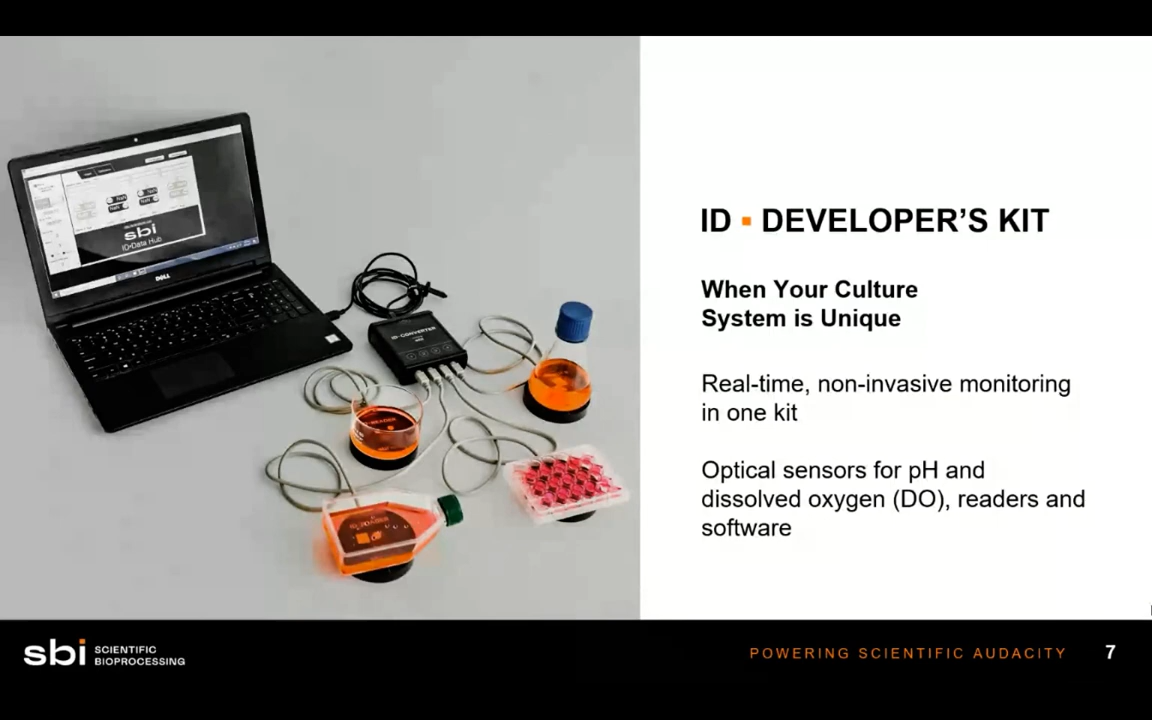 ID ▪ DEVELOPER'S KIT
When Your Culture
System is Unique
Real-time, non-invasive monitoring
in one kit
Optical sensors for pH and
dissolved oxygen (DO), readers and
software
sbi
ID•Data Hub
DELL
ID-CONVERTER
sbi SCIENTIFIC
BIOPROCESSING
POWERING SCIENTIFIC AUDACITY
7